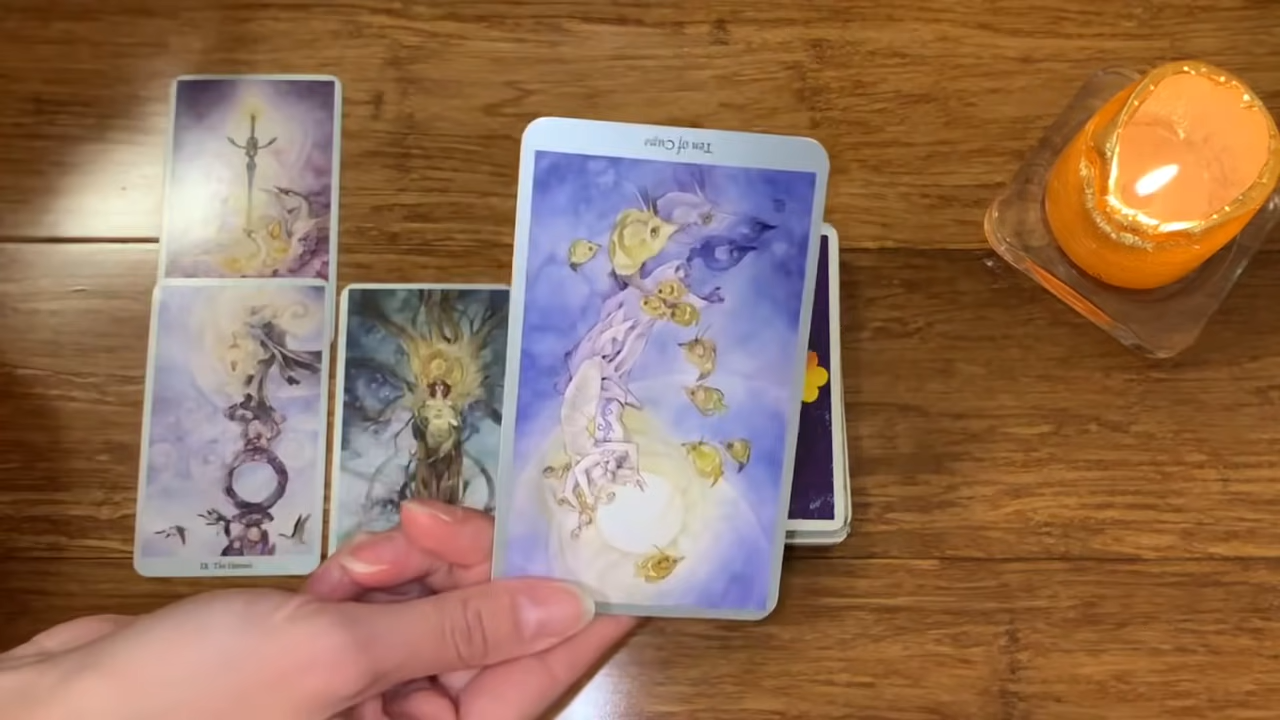 Ten of Cups
IX The Hermit